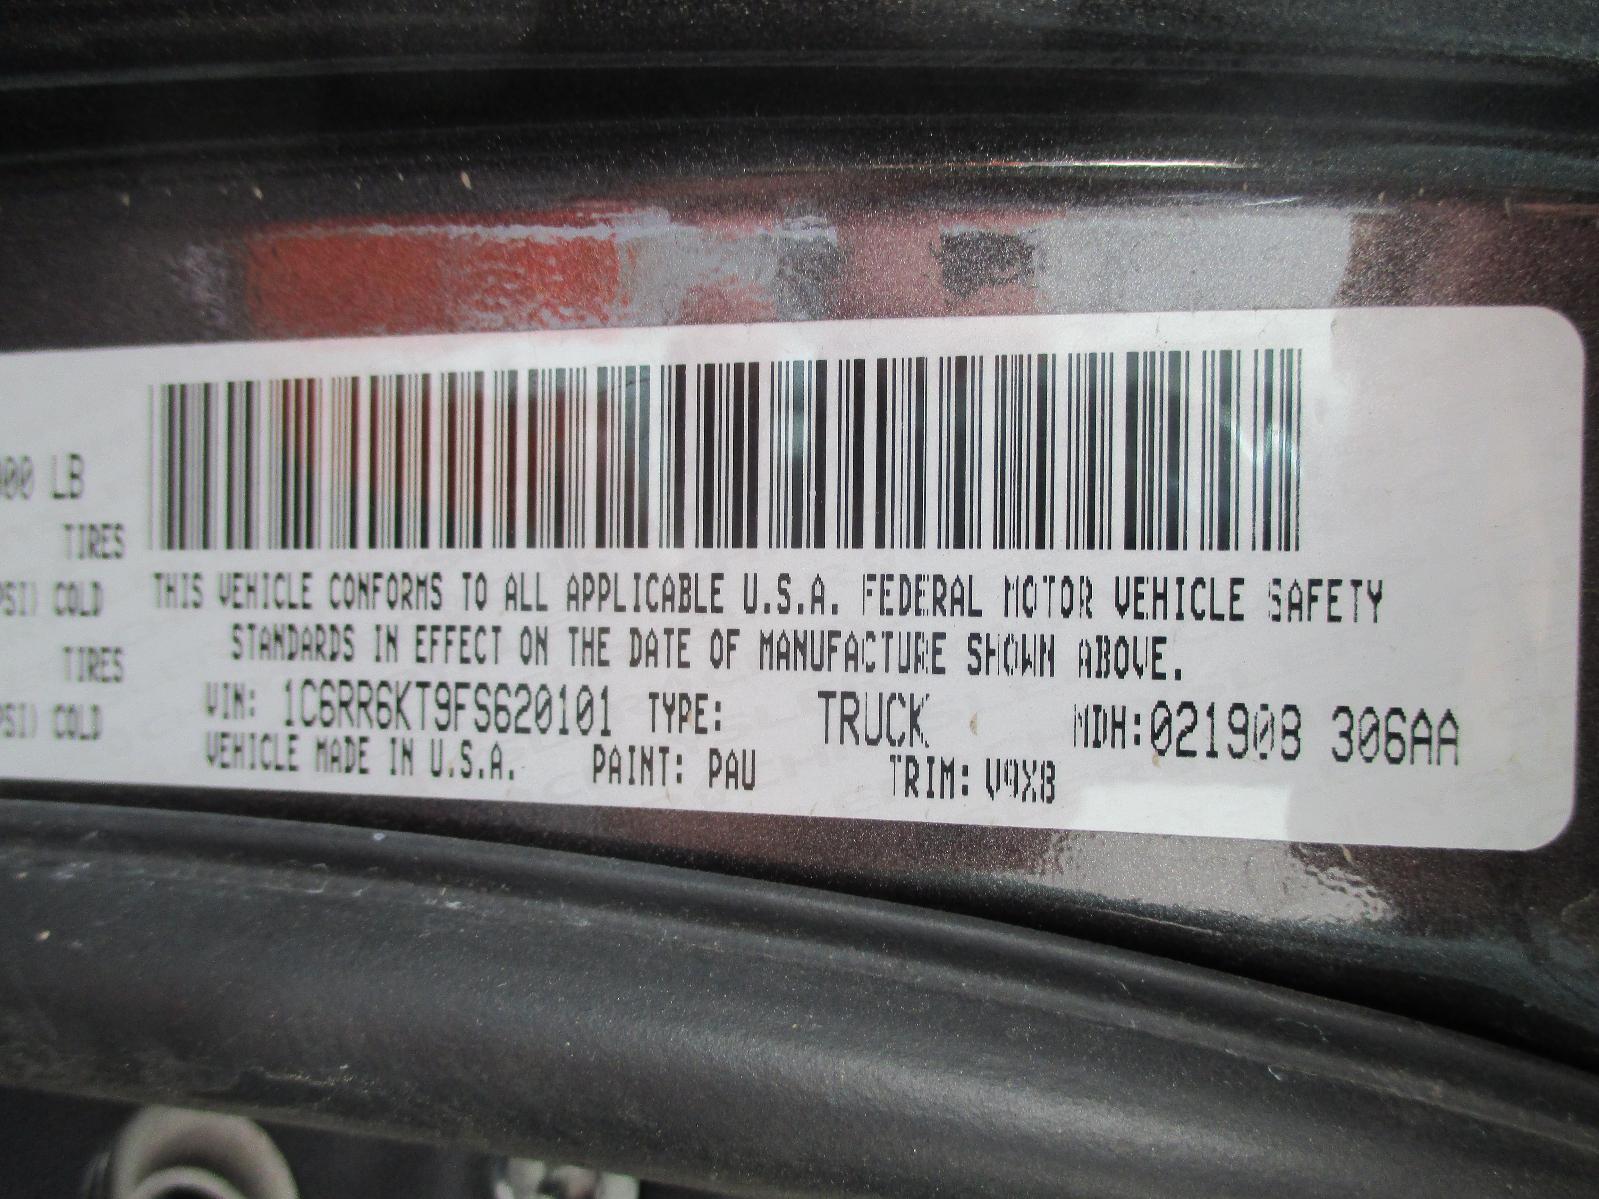 00 LB
TIRES
PSI) COLD
TIRES
PSI) COLD
THIS VEHICLE CONFORMS TO ALL APPLICABLE U.S.A. FEDERAL MOTOR VEHICLE SAFETY
STANDARDS IN EFFECT ON THE DATE OF MANUFACTURE SHOWN ABOVE.
VIN: 1C6RR6KT9FS620101 TYPE: TRUCK MDH:021908 306AA
VEHICLE MADE IN U.S.A. PAINT: PAU TRIM: V9X8